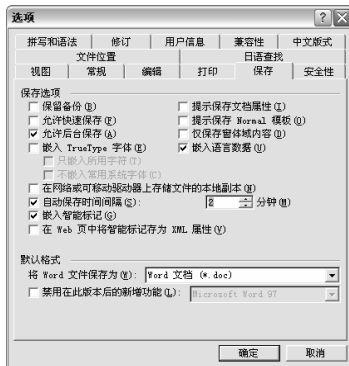 选项
拼写和语法 修订 用户信息 兼容性 中文版式
文件位置 日语查找
视图 常规 编辑 打印 保存 安全性
保存选项
保留备份(B) 提示保存文档属性(I)
允许快速保存(F) 提示保存 Normal 模板(O)
允许后台保存(A) 仅保存窗体域内容(D)
嵌入 TrueType 字体(E) 嵌入语言数据(U)
只嵌入所用字符(T)
不嵌入常用系统字体(C)
在网络或可移动驱动器上存储文件的本地副本(N)
自动保存时间间隔(S): 2 分钟(M)
嵌入智能标记(G)
在 Web 页中将智能标记存为 XML 属性(V)
默认格式
将 Word 文件保存为(W): Word 文档 (*.doc)
禁用在此版本后的新增功能(L): Microsoft Word 97
确定 取消